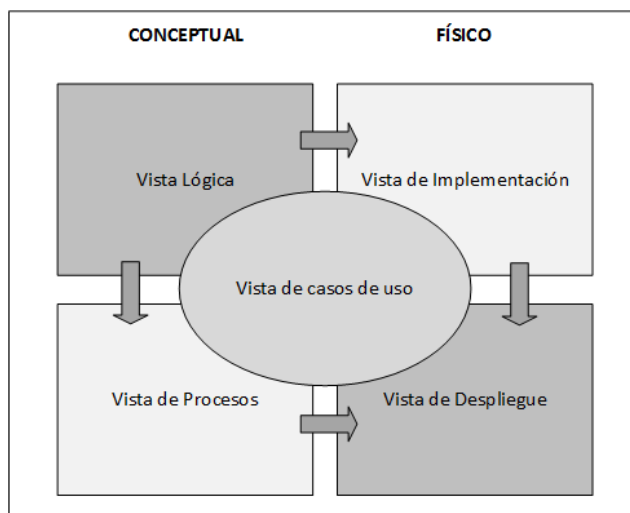 CONCEPTUAL
FÍSICO
Vista Lógica
Vista de Implementación
Vista de casos de uso
Vista de Procesos
Vista de Despliegue